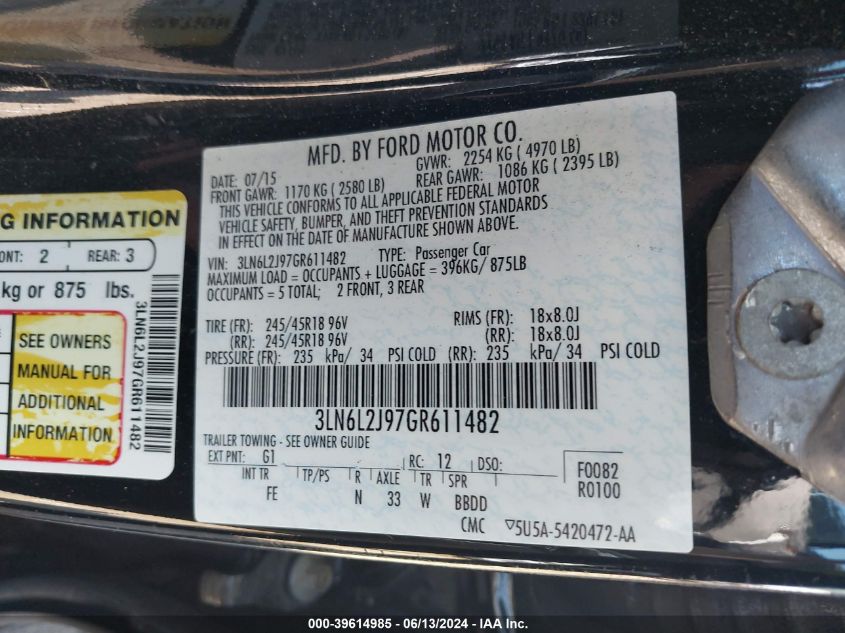 MFD. BY FORD MOTOR CO.
DATE: 07/15 GVWR: 2254 KG ( 4970 LB)
FRONT GAWR: 1170 KG ( 2580 LB) REAR GAWR: 1086 KG ( 2395 LB)
THIS VEHICLE CONFORMS TO ALL APPLICABLE FEDERAL MOTOR
VEHICLE SAFETY, BUMPER, AND THEFT PREVENTION STANDARDS
IN EFFECT ON THE DATE OF MANUFACTURE SHOWN ABOVE.
VIN: 3LN6L2J97GR611482 TYPE: Passenger Car
MAXIMUM LOAD = OCCUPANTS + LUGGAGE = 396KG/ 875LB
OCCUPANTS = 5 TOTAL; 2 FRONT, 3 REAR
TIRE (FR): 245/45R18 96V RIMS (FR): 18x8.0J
(RR): 245/45R18 96V (RR): 18x8.0J
PRESSURE (FR): 235 kPa/ 34 PSI COLD (RR): 235 kPa/ 34 PSI COLD
3LN6L2J97GR611482
TRAILER TOWING - SEE OWNER GUIDE
EXT PNT: G1 RC: 12 DSO: F0082
INT TR TP/PS R AXLE TR SPR R0100
FE N 33 W BBDD
CMC ▽5U5A-5420472-AA
G INFORMATION
ONT: 2 REAR: 3
kg or 875 lbs.
SEE OWNERS
MANUAL FOR
ADDITIONAL
INFORMATION
3LN6L2J97GR611482
000-39614985 - 06/13/2024 - IAA Inc.